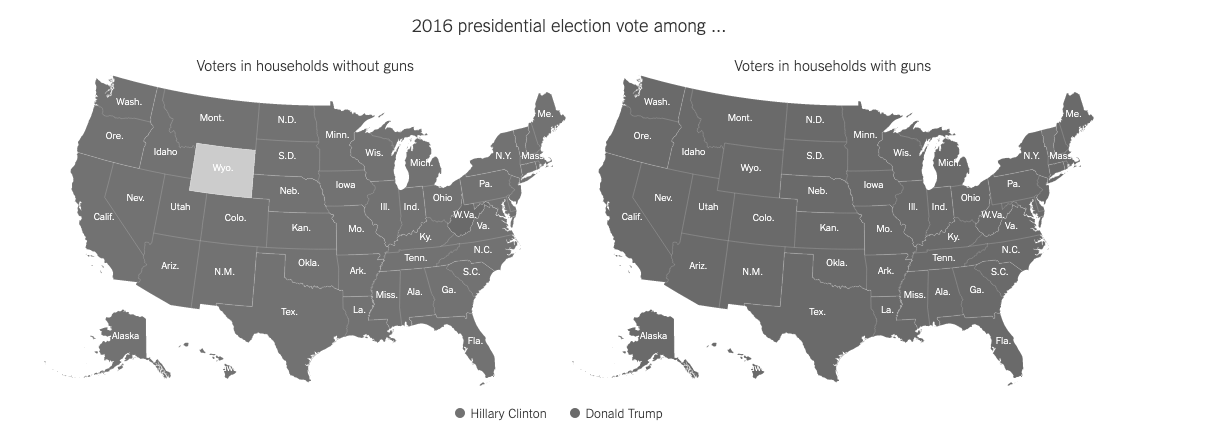 2016 presidential election vote among ...
Voters in households without guns
Voters in households with guns
Wash.
Ore.
Calif.
Nev.
Idaho
Mont.
Wyo.
Utah
Ariz.
Colo.
N.M.
N.D.
S.D.
Neb.
Kan.
Okla.
Tex.
Minn.
Iowa
Mo.
Ark.
La.
Wis.
Ill.
Ind.
Mich.
Ohio
Ky.
Tenn.
Miss.
Ala.
Ga.
Fla.
S.C.
N.C.
Va.
W.Va.
Pa.
N.Y.
Mass
Me.
Alaska
Wash.
Ore.
Calif.
Nev.
Idaho
Mont.
Wyo.
Utah
Ariz.
Colo.
N.M.
N.D.
S.D.
Neb.
Kan.
Okla.
Tex.
Minn.
Iowa
Mo.
Ark.
La.
Wis.
Ill.
Ind.
Mich.
Ohio
Ky.
Tenn.
Miss.
Ala.
Ga.
Fla.
S.C.
N.C.
Va.
W.Va.
Pa.
N.Y.
Mass
Me.
Alaska
Hillary Clinton
Donald Trump